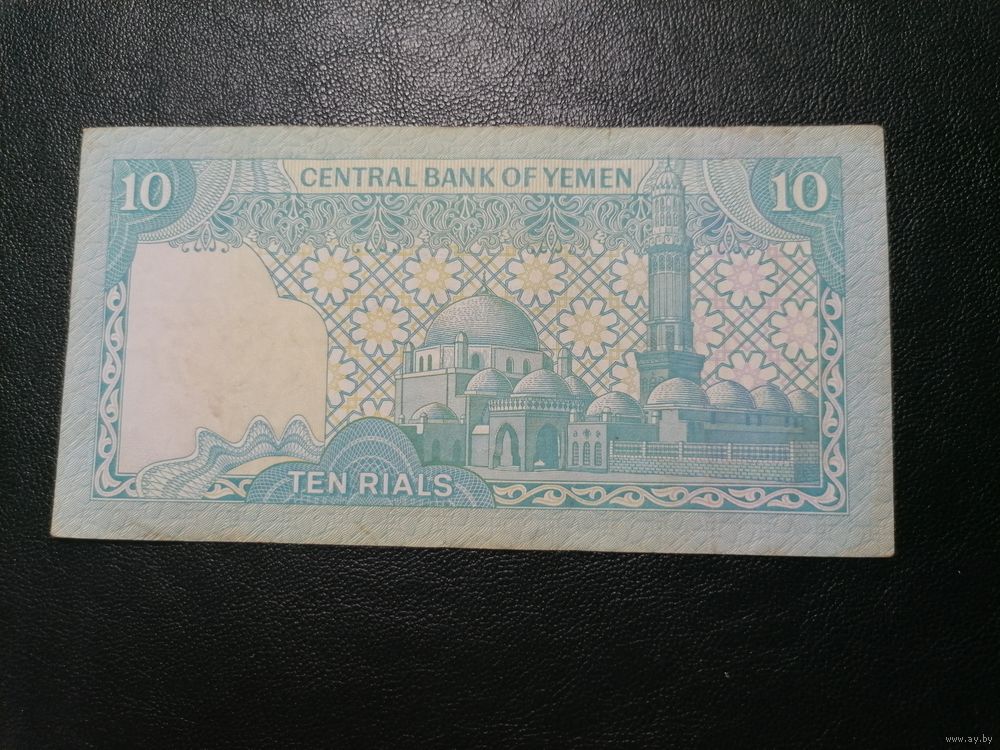 CENTRAL BANK OF YEMEN
10
10
TEN RIALS
www.ay.by